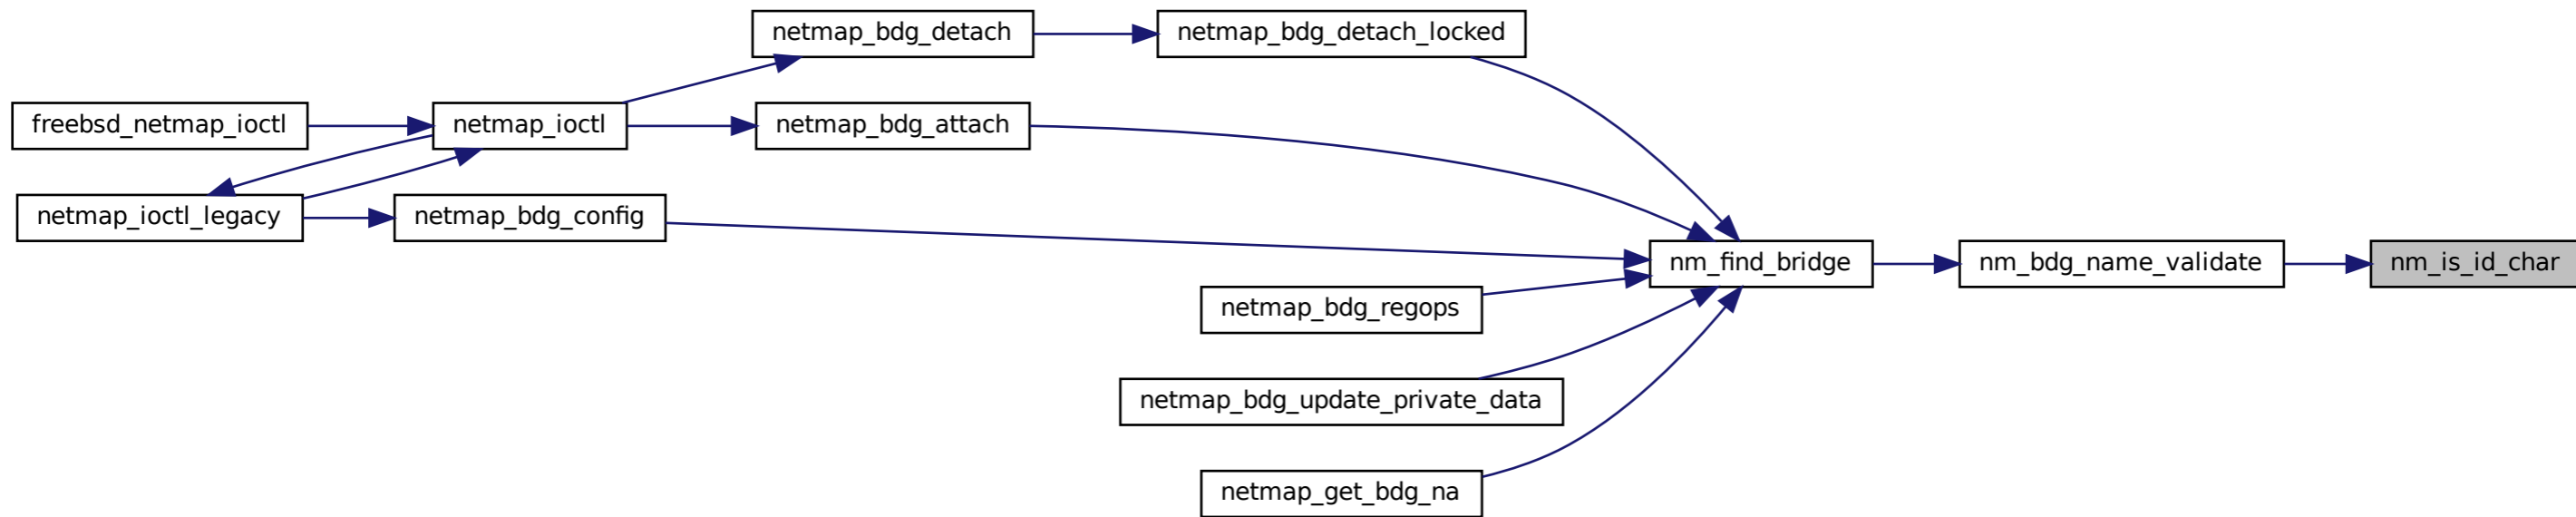 netmap_bdg_detach
netmap_bdg_detach_locked
freebsd_netmap_ioctl
netmap_ioctl
netmap_bdg_attach
netmap_ioctl_legacy
netmap_bdg_config
nm_find_bridge
nm_bdg_name_validate
nm_is_id_char
netmap_bdg_regops
netmap_bdg_update_private_data
netmap_get_bdg_na